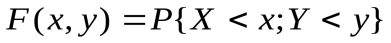 F(x, y) = P{X < x; Y < y}